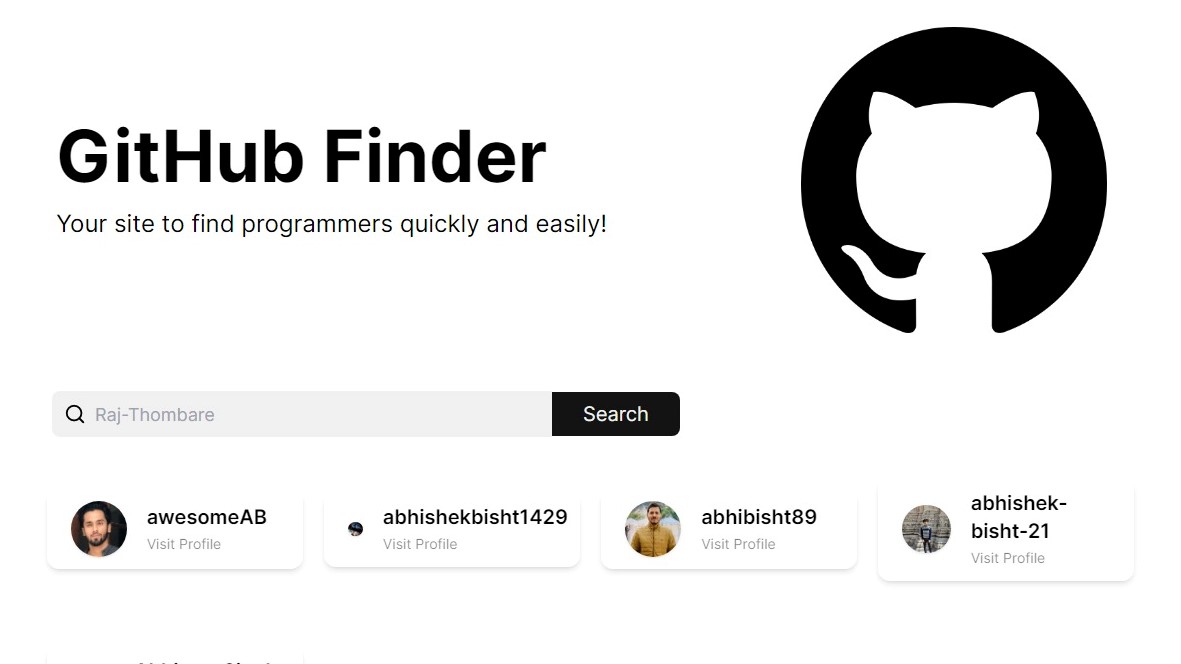 GitHub Finder
Your site to find programmers quickly and easily!
Raj-Thombare
Search
awesomeAB
Visit Profile
abhishekbisht1429
Visit Profile
abhibisht89
Visit Profile
abhishek-
bisht-21
Visit Profile